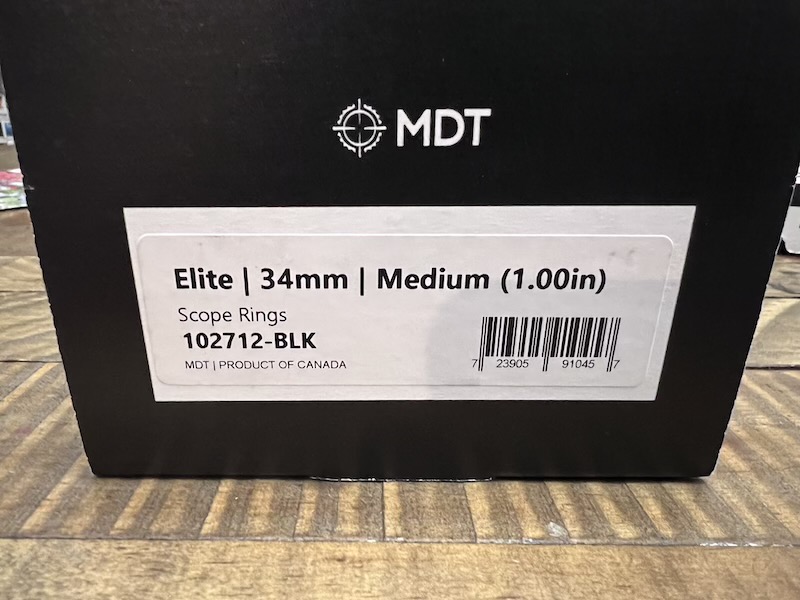 MDT
Elite | 34mm | Medium (1.00in)
Scope Rings
102712-BLK
MDT | PRODUCT OF CANADA
7 23905 91045 7